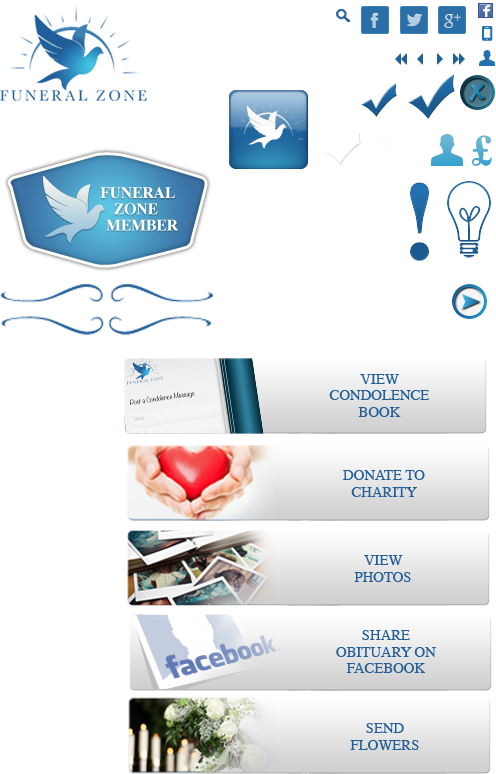 FUNERAL ZONE
f
g+
x
£
FUNERAL
ZONE
MEMBER
!
FUNERAL ZONE
Post a Condolence Message
Name
VIEW
CONDOLENCE
BOOK
DONATE TO
CHARITY
VIEW
PHOTOS
facebook
SHARE
OBITUARY ON
FACEBOOK
SEND
FLOWERS